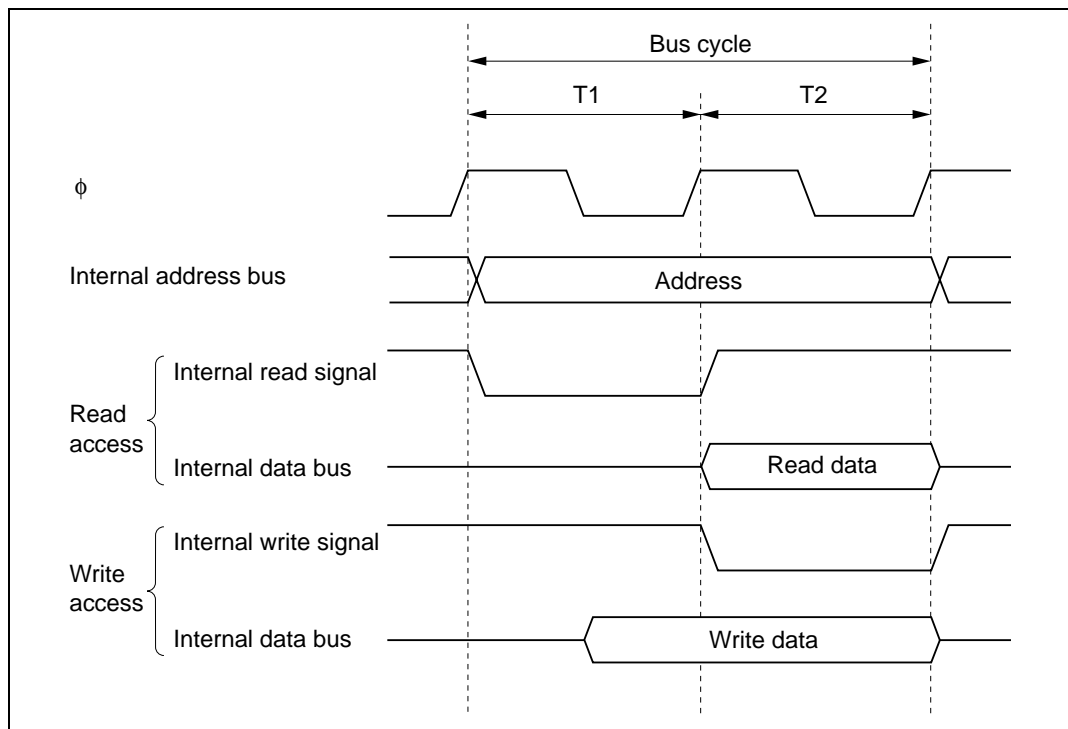 Bus cycle
T1 T2
ϕ
Internal address bus Address
Internal read signal
Read
access
Internal data bus Read data
Internal write signal
Write
access
Internal data bus Write data